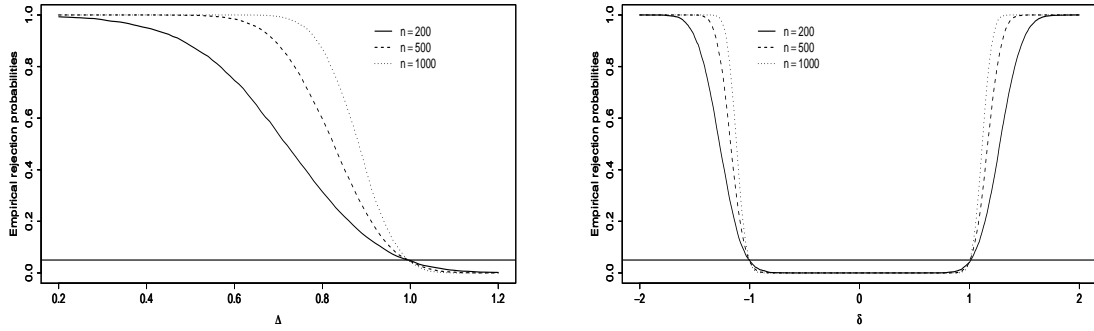 Empirical rejection probabilities
1.0
0.8
0.6
0.4
0.2
0.0
n = 200
n = 500
n = 1000
0.2 0.4 0.6 0.8 1.0 1.2
Δ
Empirical rejection probabilities
1.0
0.8
0.6
0.4
0.2
0.0
n = 200
n = 500
n = 1000
−2 −1 0 1 2
δ